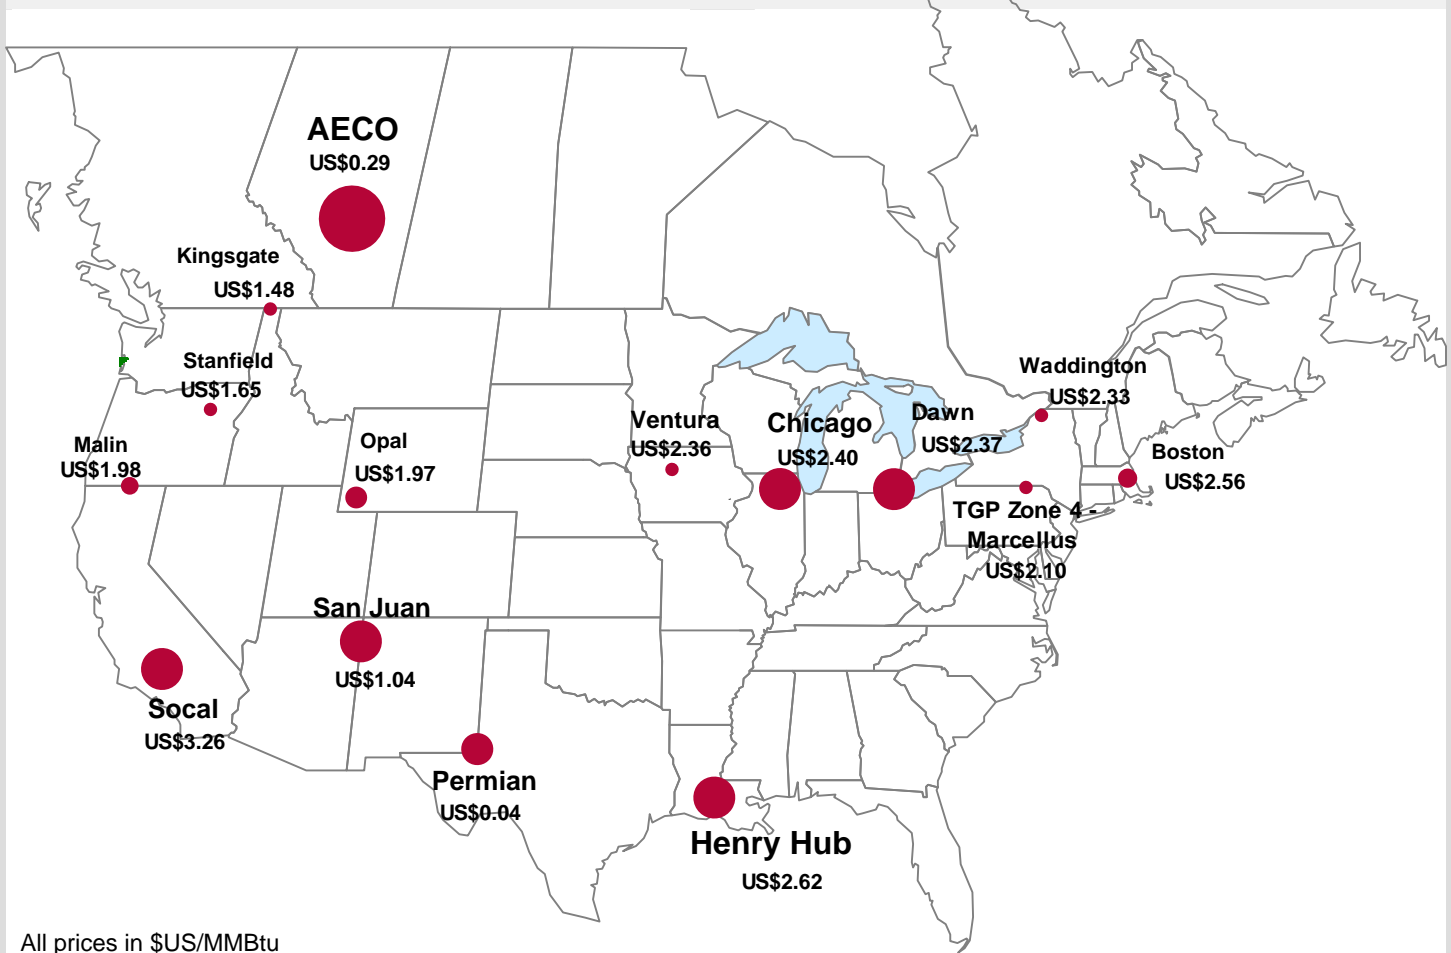 AECO
US$0.29
Kingsgate
US$1.48
Stanfield
US$1.65
Malin
US$1.98
Opal
US$1.97
Ventura
US$2.36
Chicago
US$2.40
Dawn
US$2.37
Waddington
US$2.33
Boston
US$2.56
TGP Zone 4 -
Marcellus
US$2.10
San Juan
US$1.04
Socal
US$3.26
Permian
US$0.04
Henry Hub
US$2.62
All prices in $US/MMBtu